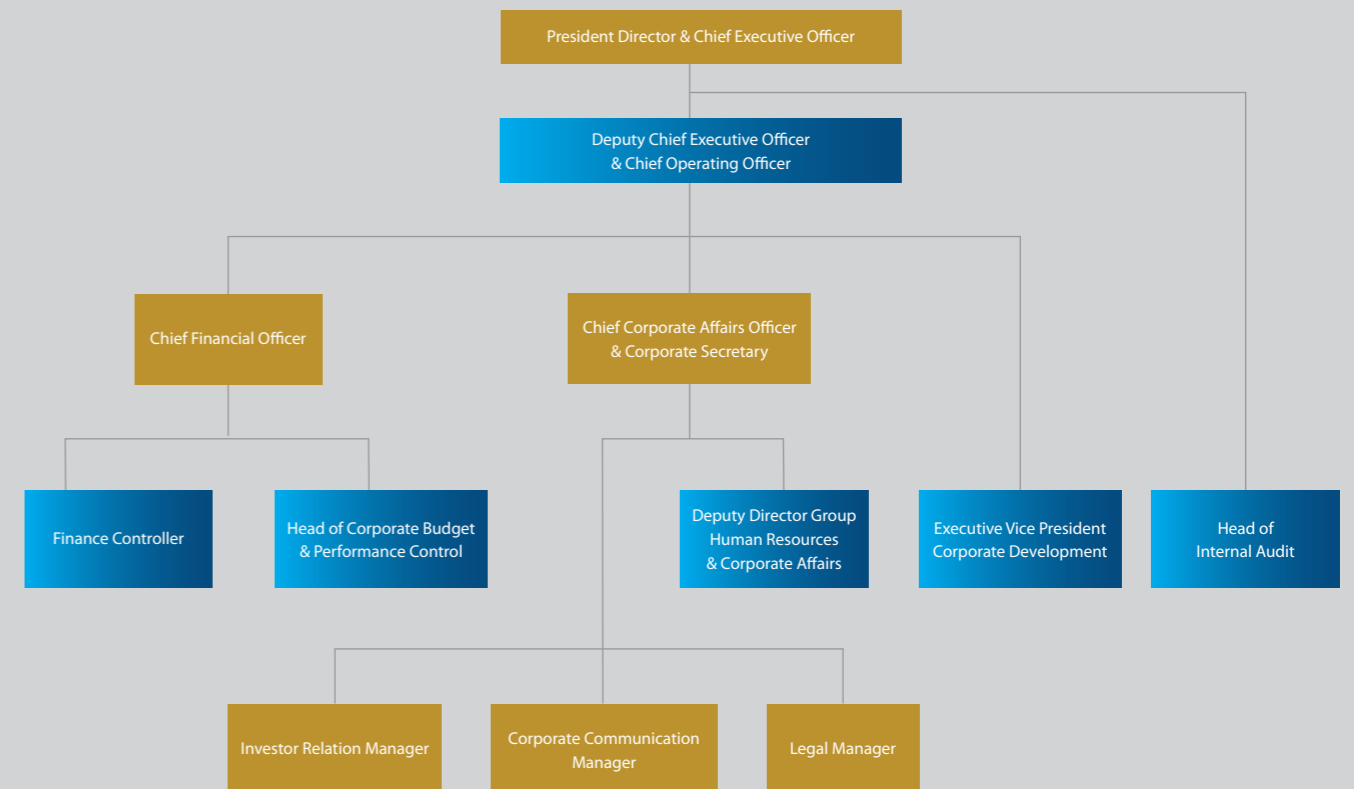 President Director & Chief Executive Officer
Deputy Chief Executive Officer
& Chief Operating Officer
Chief Financial Officer
Chief Corporate Affairs Officer
& Corporate Secretary
Finance Controller
Head of Corporate Budget
& Performance Control
Deputy Director Group
Human Resources
& Corporate Affairs
Executive Vice President
Corporate Development
Head of
Internal Audit
Investor Relation Manager
Corporate Communication
Manager
Legal Manager